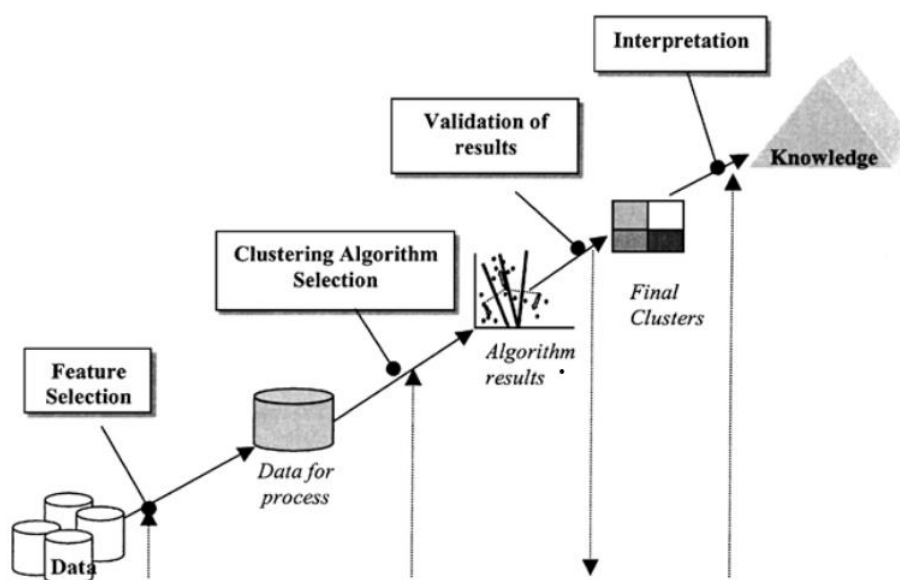 Interpretation
Knowledge
Validation of
results
Final
Clusters
Clustering Algorithm
Selection
Algorithm
results
Feature
Selection
Data for
process
Data